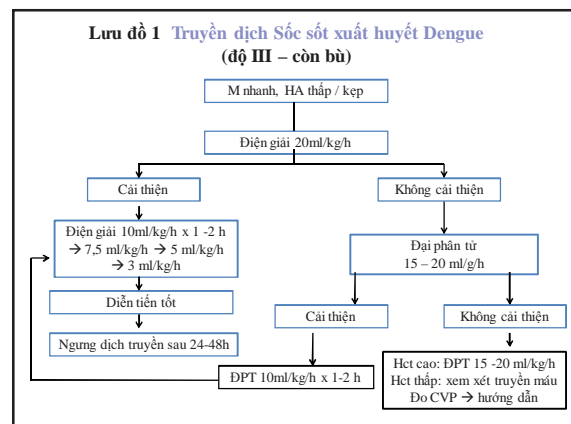 Lưu đồ 1 Truyền dịch Sốc sốt xuất huyết Dengue
(độ III – còn bù)
M nhanh, HA thấp / kẹp
Điện giải 20ml/kg/h
Cải thiện
Không cải thiện
Điện giải 10ml/kg/h x 1 -2 h
→ 7,5 ml/kg/h → 5 ml/kg/h
→ 3 ml/kg/h
Đại phân tử
15 – 20 ml/g/h
Diễn tiến tốt
Cải thiện
Không cải thiện
Ngưng dịch truyền sau 24-48h
ĐPT 10ml/kg/h x 1-2 h
Hct cao: ĐPT 15 -20 ml/kg/h
Hct thấp: xem xét truyền máu
Đo CVP → hướng dẫn